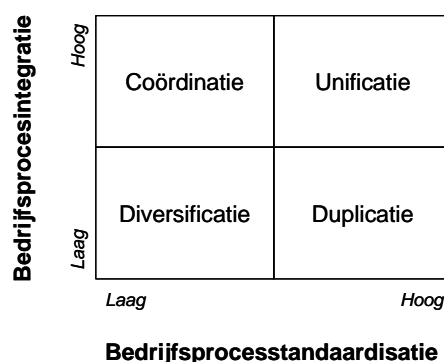 Bedrijfsprocesintegratie
Hoog
Coördinatie
Unificatie
Laag
Diversificatie
Duplicatie
Laag
Hoog
Bedrijfsprocesstandaardisatie